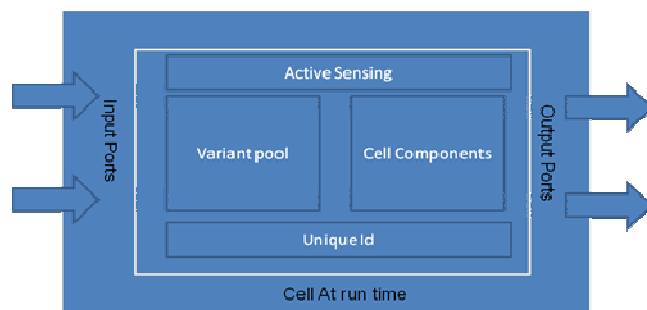 Active Sensing
Input Ports
Variant pool
Cell Components
Output Ports
Unique Id
Cell At run time